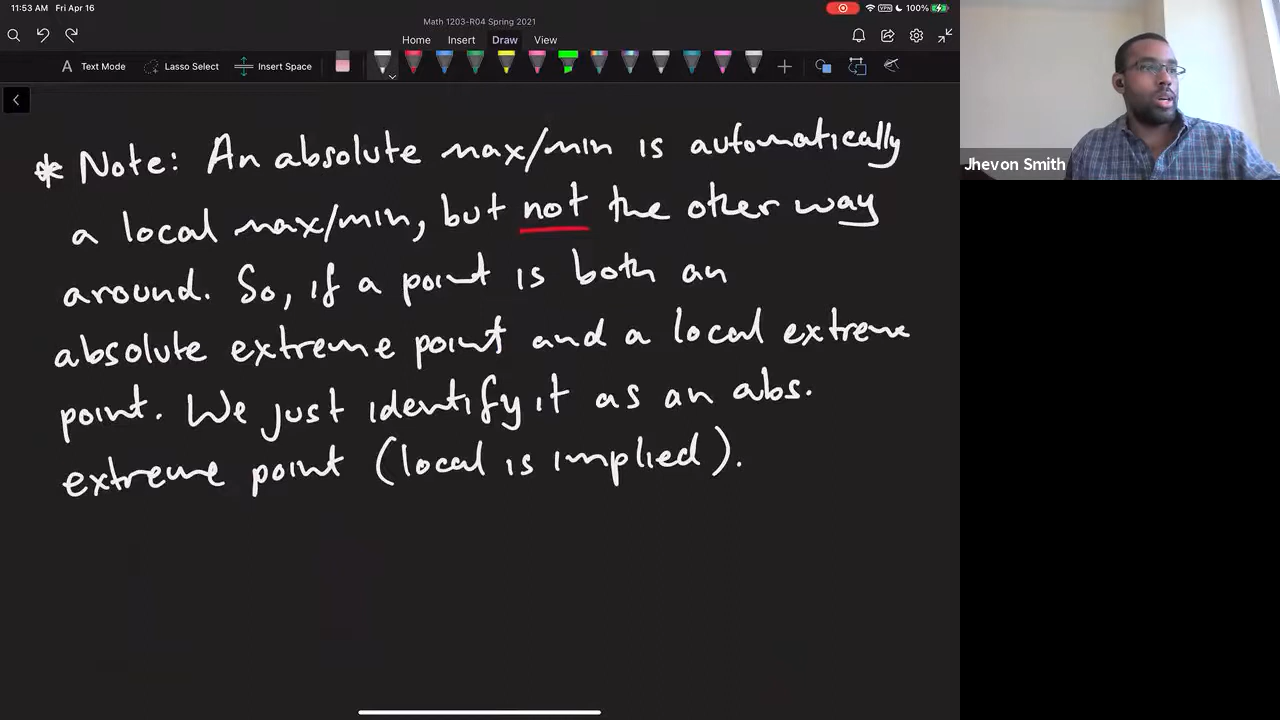 11:53 AM Fri Apr 16
100%
Math 1203-R04 Spring 2021
Home Insert Draw View
Text Mode Lasso Select Insert Space
* Note: An absolute max/min is automatically
a local max/min, but not the other way
around. So, if a point is both an
absolute extreme point and a local extreme
point. We just identify it as an abs.
extreme point (local is implied).
Jhevon Smith